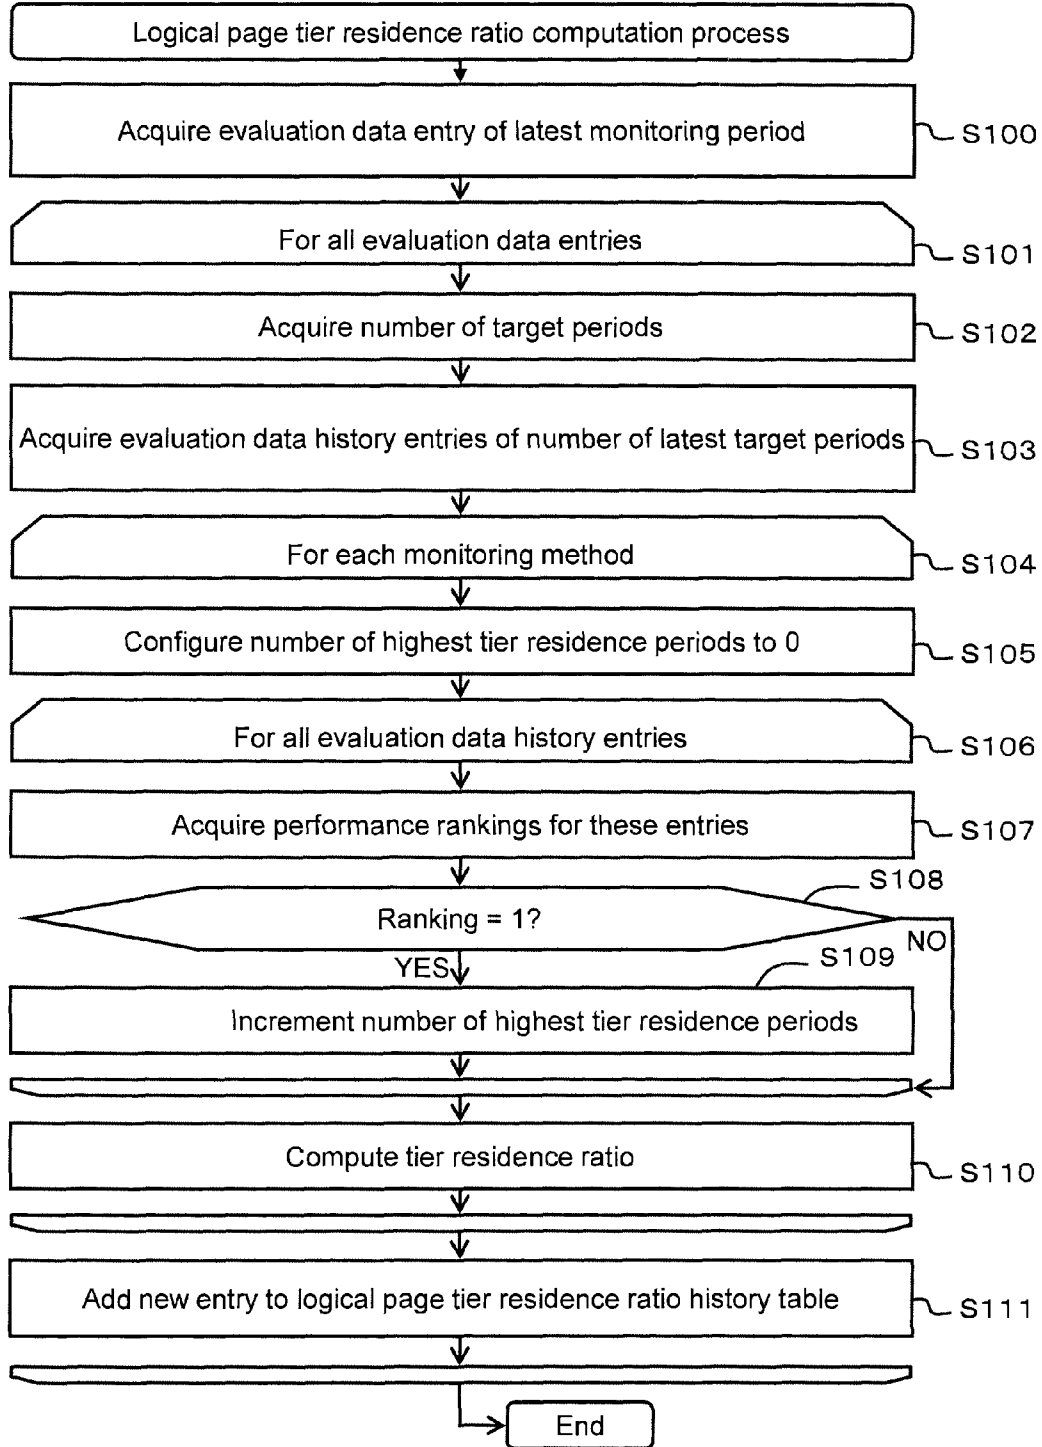 Logical page tier residence ratio computation process
Acquire evaluation data entry of latest monitoring period
S100
For all evaluation data entries
S101
Acquire number of target periods
S102
Acquire evaluation data history entries of number of latest target periods
S103
For each monitoring method
S104
Configure number of highest tier residence periods to 0
S105
For all evaluation data history entries
S106
Acquire performance rankings for these entries
S107
S108
Ranking = 1?
NO
YES
S109
Increment number of highest tier residence periods
Compute tier residence ratio
S110
Add new entry to logical page tier residence ratio history table
S111
End